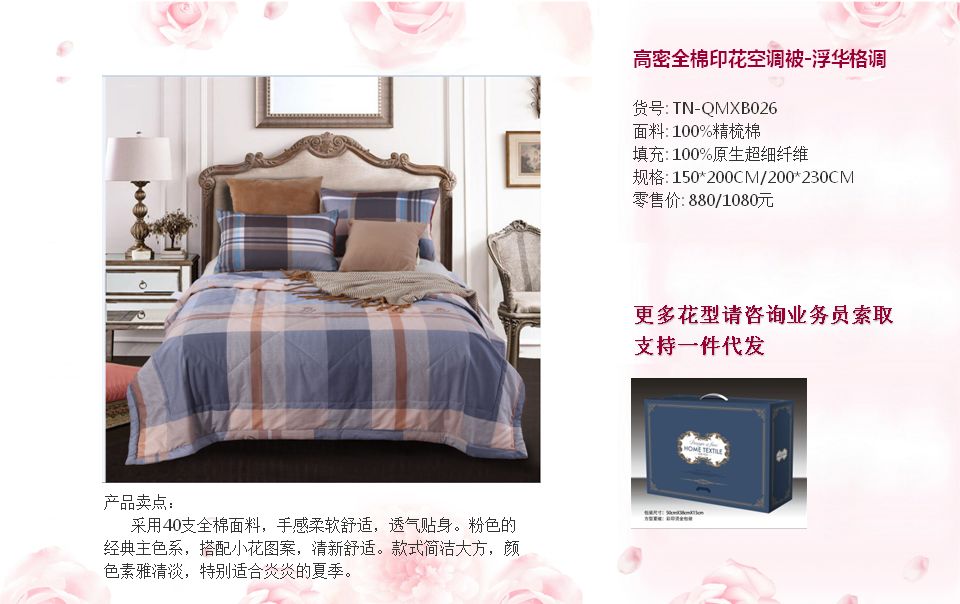 高密全棉印花空调被-浮华格调
货号: TN-QMXB026
面料: 100%精梳棉
填充: 100%原生超细纤维
规格: 150*200CM/200*230CM
零售价: 880/1080元
更多花型请咨询业务员索取
支持一件代发
HOME TEXTILE
包装尺寸: 50cmX38cmX15cm
产品卖点：
采用40支全棉面料，手感柔软舒适，透气贴身。粉色的
经典主色系，搭配小花图案，清新舒适。款式简洁大方，颜
色素雅清淡，特别适合炎炎的夏季。